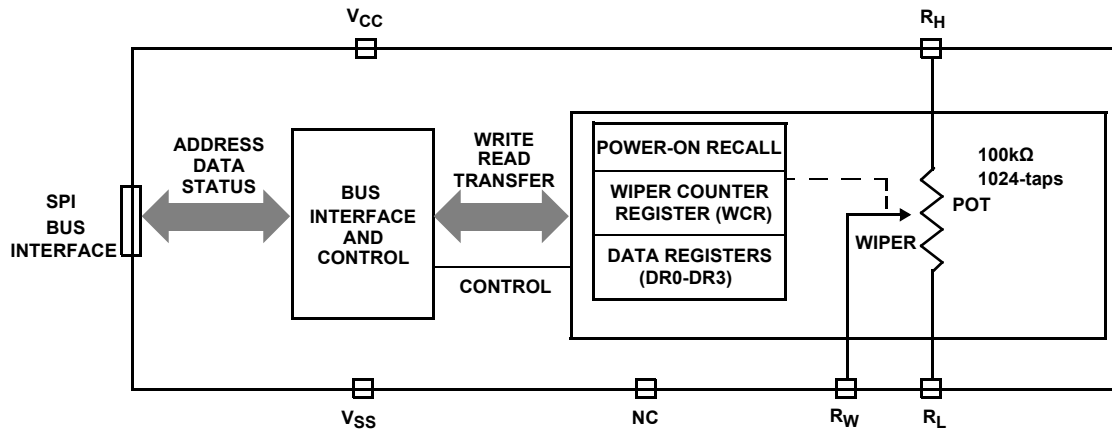 VCC
RH
ADDRESS
DATA
STATUS
SPI
BUS
INTERFACE
BUS
INTERFACE
AND
CONTROL
WRITE
READ
TRANSFER
CONTROL
POWER-ON RECALL
WIPER COUNTER
REGISTER (WCR)
DATA REGISTERS
(DR0-DR3)
100kΩ
1024-taps
POT
WIPER
VSS
NC
RW
RL